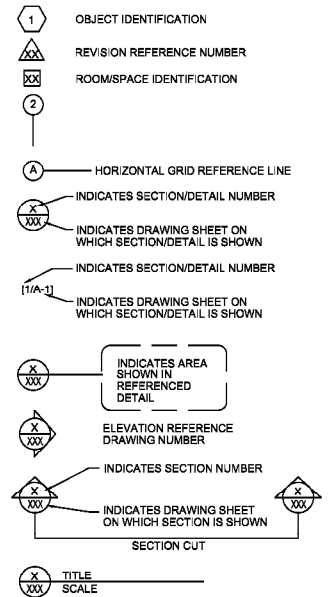 1 OBJECT IDENTIFICATION
XX REVISION REFERENCE NUMBER
XX ROOM/SPACE IDENTIFICATION
2
A HORIZONTAL GRID REFERENCE LINE
INDICATES SECTION/DETAIL NUMBER
X
XXX
INDICATES DRAWING SHEET ON
WHICH SECTION/DETAIL IS SHOWN
INDICATES SECTION/DETAIL NUMBER
[1/A-1]
INDICATES DRAWING SHEET ON
WHICH SECTION/DETAIL IS SHOWN
X
XXX
INDICATES AREA
SHOWN IN
REFERENCED
DETAIL
X
XXX
ELEVATION REFERENCE
DRAWING NUMBER
INDICATES SECTION NUMBER
X
XXX
X
XXX
INDICATES DRAWING SHEET
ON WHICH SECTION IS SHOWN
SECTION CUT
X TITLE
XXX SCALE